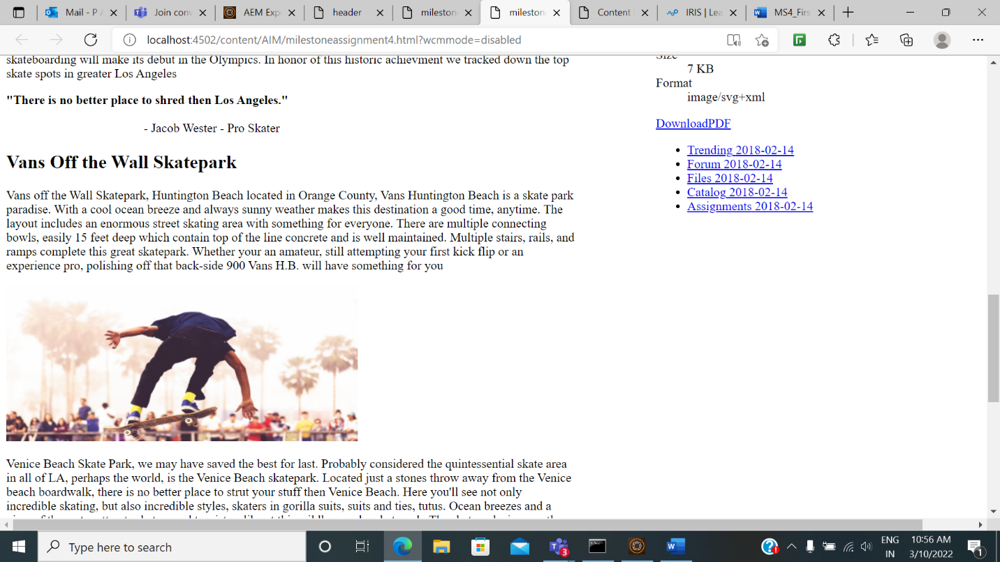 Mail - P A
Join conv
AEM Exp
header
mileston
mileston
Content
IRIS | Lea
MS4_Firs
localhost:4502/content/AIM/milestoneassignment4.html?wcmmode=disabled
skateboarding will make its debut in the Olympics. In honor of this historic achievment we tracked down the top
skate spots in greater Los Angeles
"There is no better place to shred then Los Angeles."
- Jacob Wester - Pro Skater
Vans Off the Wall Skatepark
Vans off the Wall Skatepark, Huntington Beach located in Orange County, Vans Huntington Beach is a skate park
paradise. With a cool ocean breeze and always sunny weather makes this destination a good time, anytime. The
layout includes an enormous street skating area with something for everyone. There are multiple connecting
bowls, easily 15 feet deep which contain top of the line concrete and is well maintained. Multiple stairs, rails, and
ramps complete this great skatepark. Whether your an amateur, still attempting your first kick flip or an
experience pro, polishing off that back-side 900 Vans H.B. will have something for you
Venice Beach Skate Park, we may have saved the best for last. Probably considered the quintessential skate area
in all of LA, perhaps the world, is the Venice Beach skatepark. Located just a stones throw away from the Venice
beach boardwalk, there is no better place to strut your stuff then Venice Beach. Here you'll see not only
incredible skating, but also incredible styles, skaters in gorilla suits, suits and ties, tutus. Ocean breezes and a
Size
7 KB
Format
image/svg+xml
DownloadPDF
Trending 2018-02-14
Forum 2018-02-14
Files 2018-02-14
Catalog 2018-02-14
Assignments 2018-02-14
Type here to search
3
ENG
IN
10:56 AM
3/10/2022
1